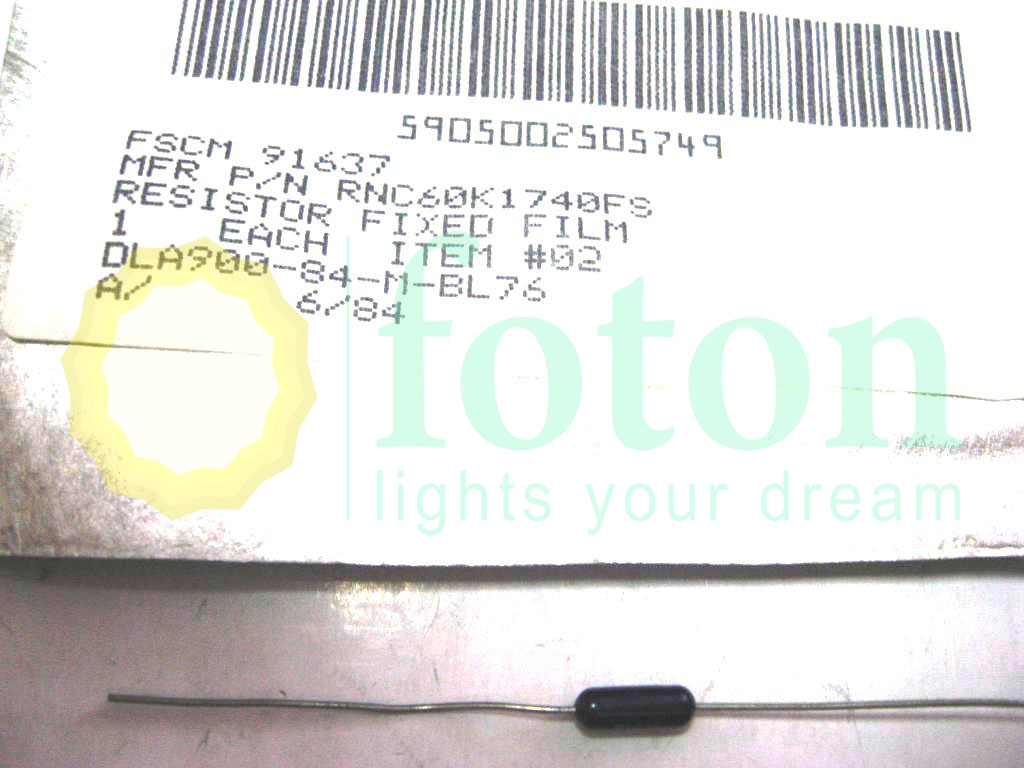 5905002505749
FSCM 91637
MFR P/N RNC60K1740FS
RESISTOR FIXED FILM
1 EACH ITEM #02
DLA900-84-M-BL76
A/ 6/84
foton
lights your dream